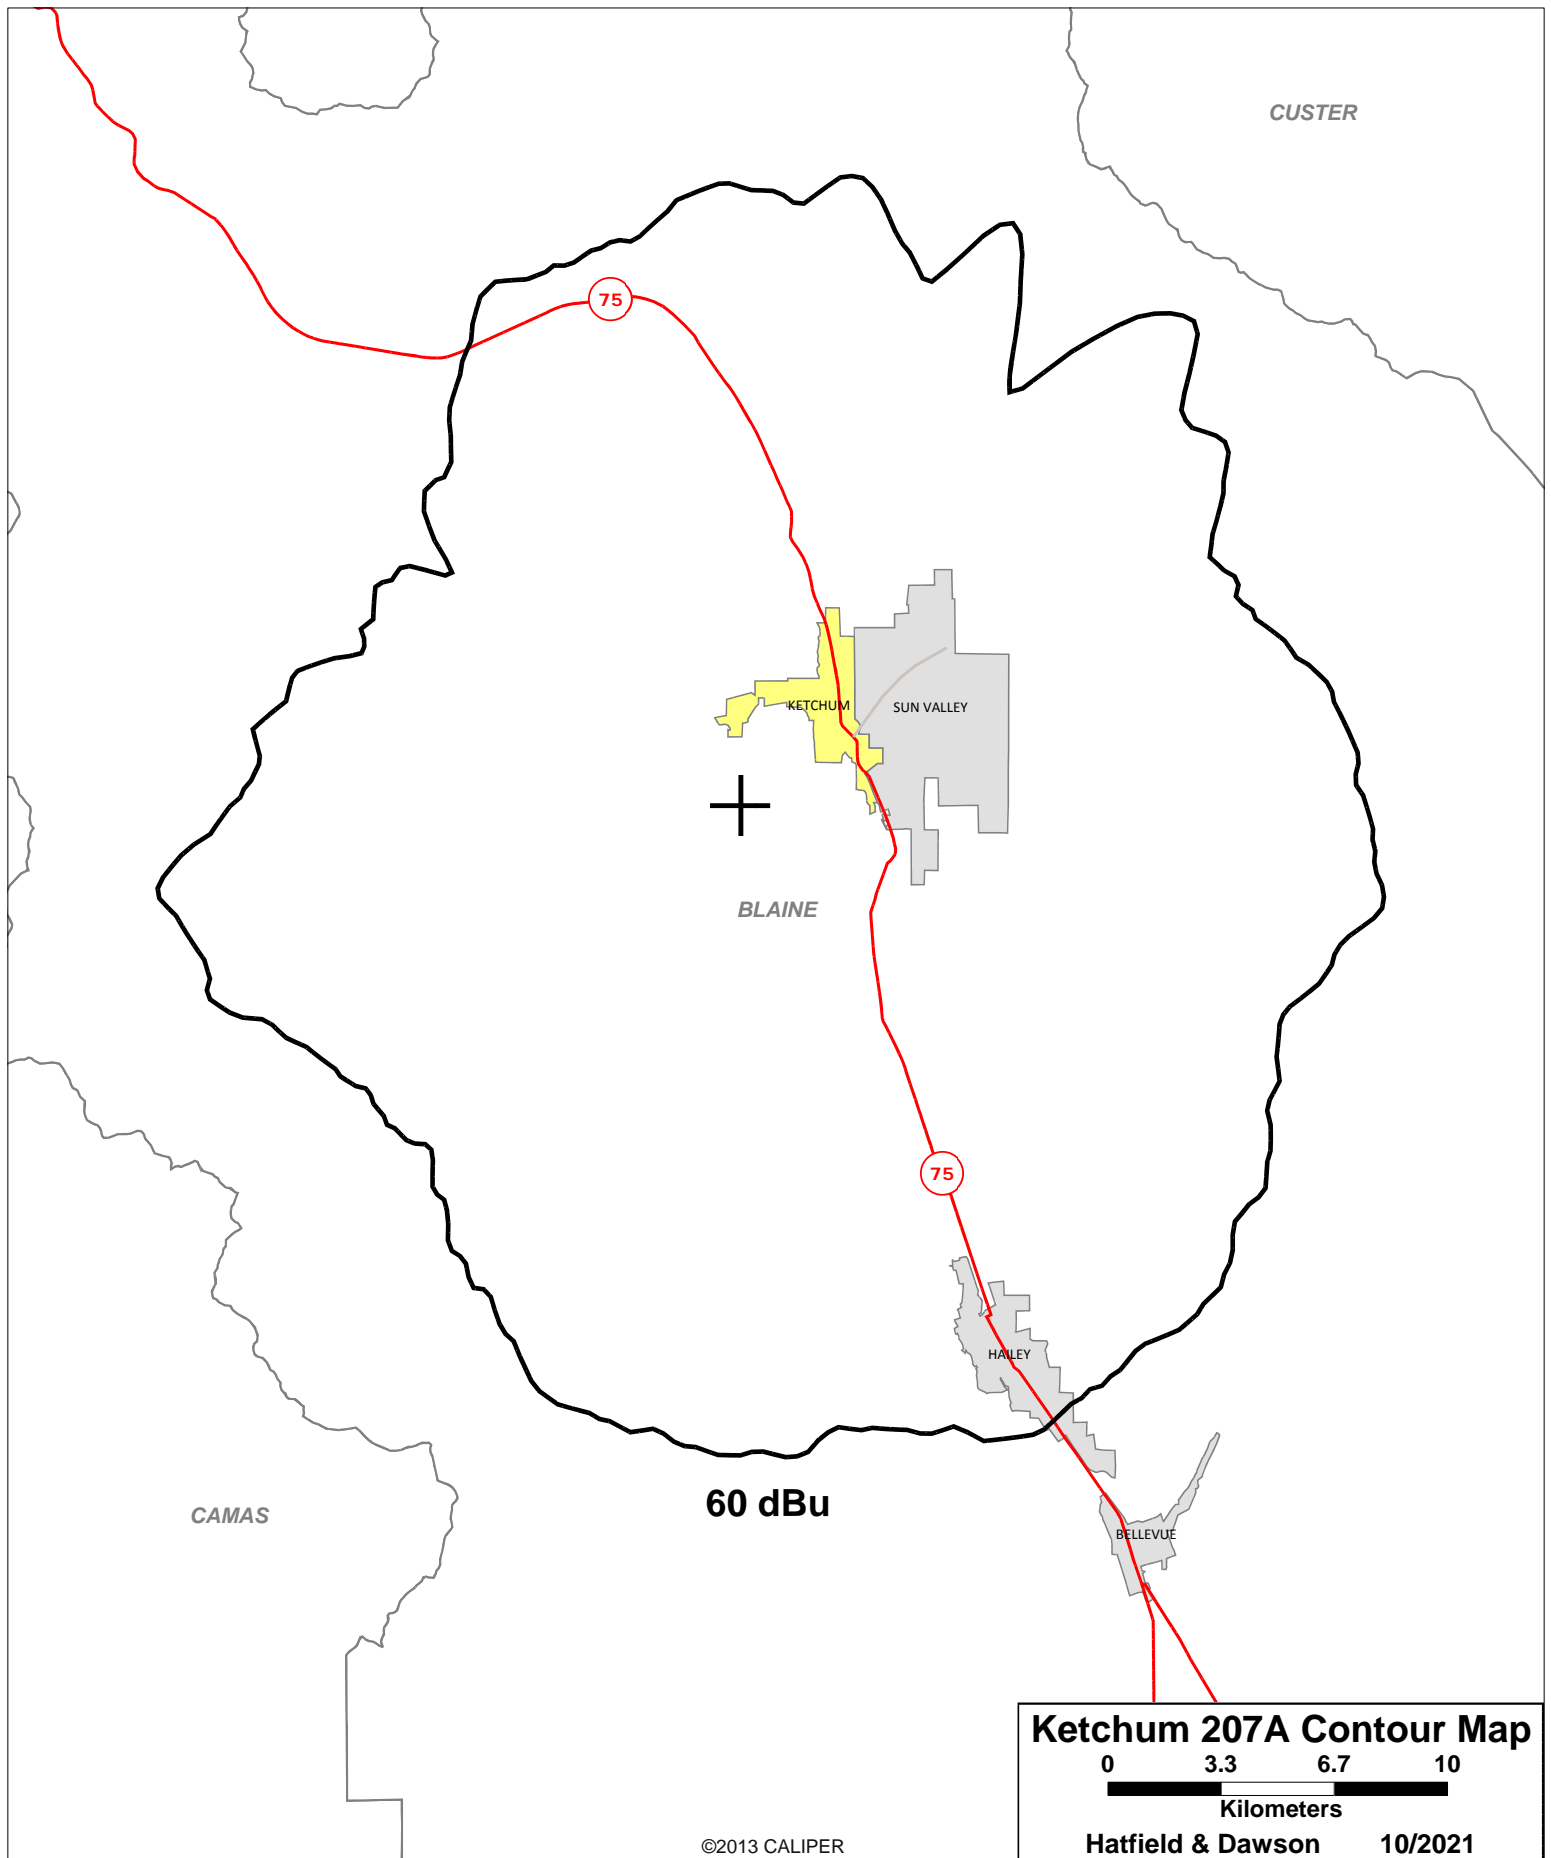 CUSTER
75
KETCHUM
SUN VALLEY
BLAINE
75
HAILEY
60 dBu
CAMAS
BELLEVUE
Ketchum 207A Contour Map
0 3.3 6.7 10
Kilometers
Hatfield & Dawson 10/2021
©2013 CALIPER